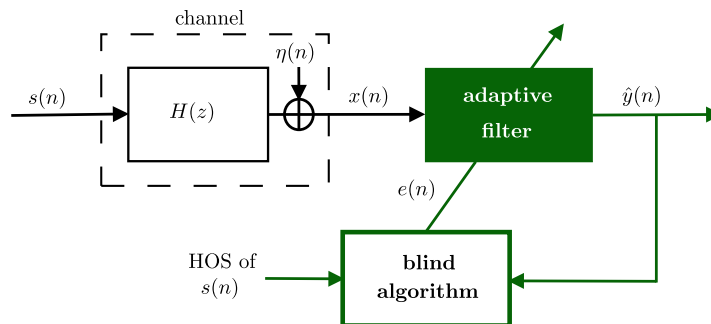 channel
η(n)
s(n)
H(z)
x(n)
adaptive
filter
ŷ(n)
e(n)
HOS of
s(n)
blind
algorithm